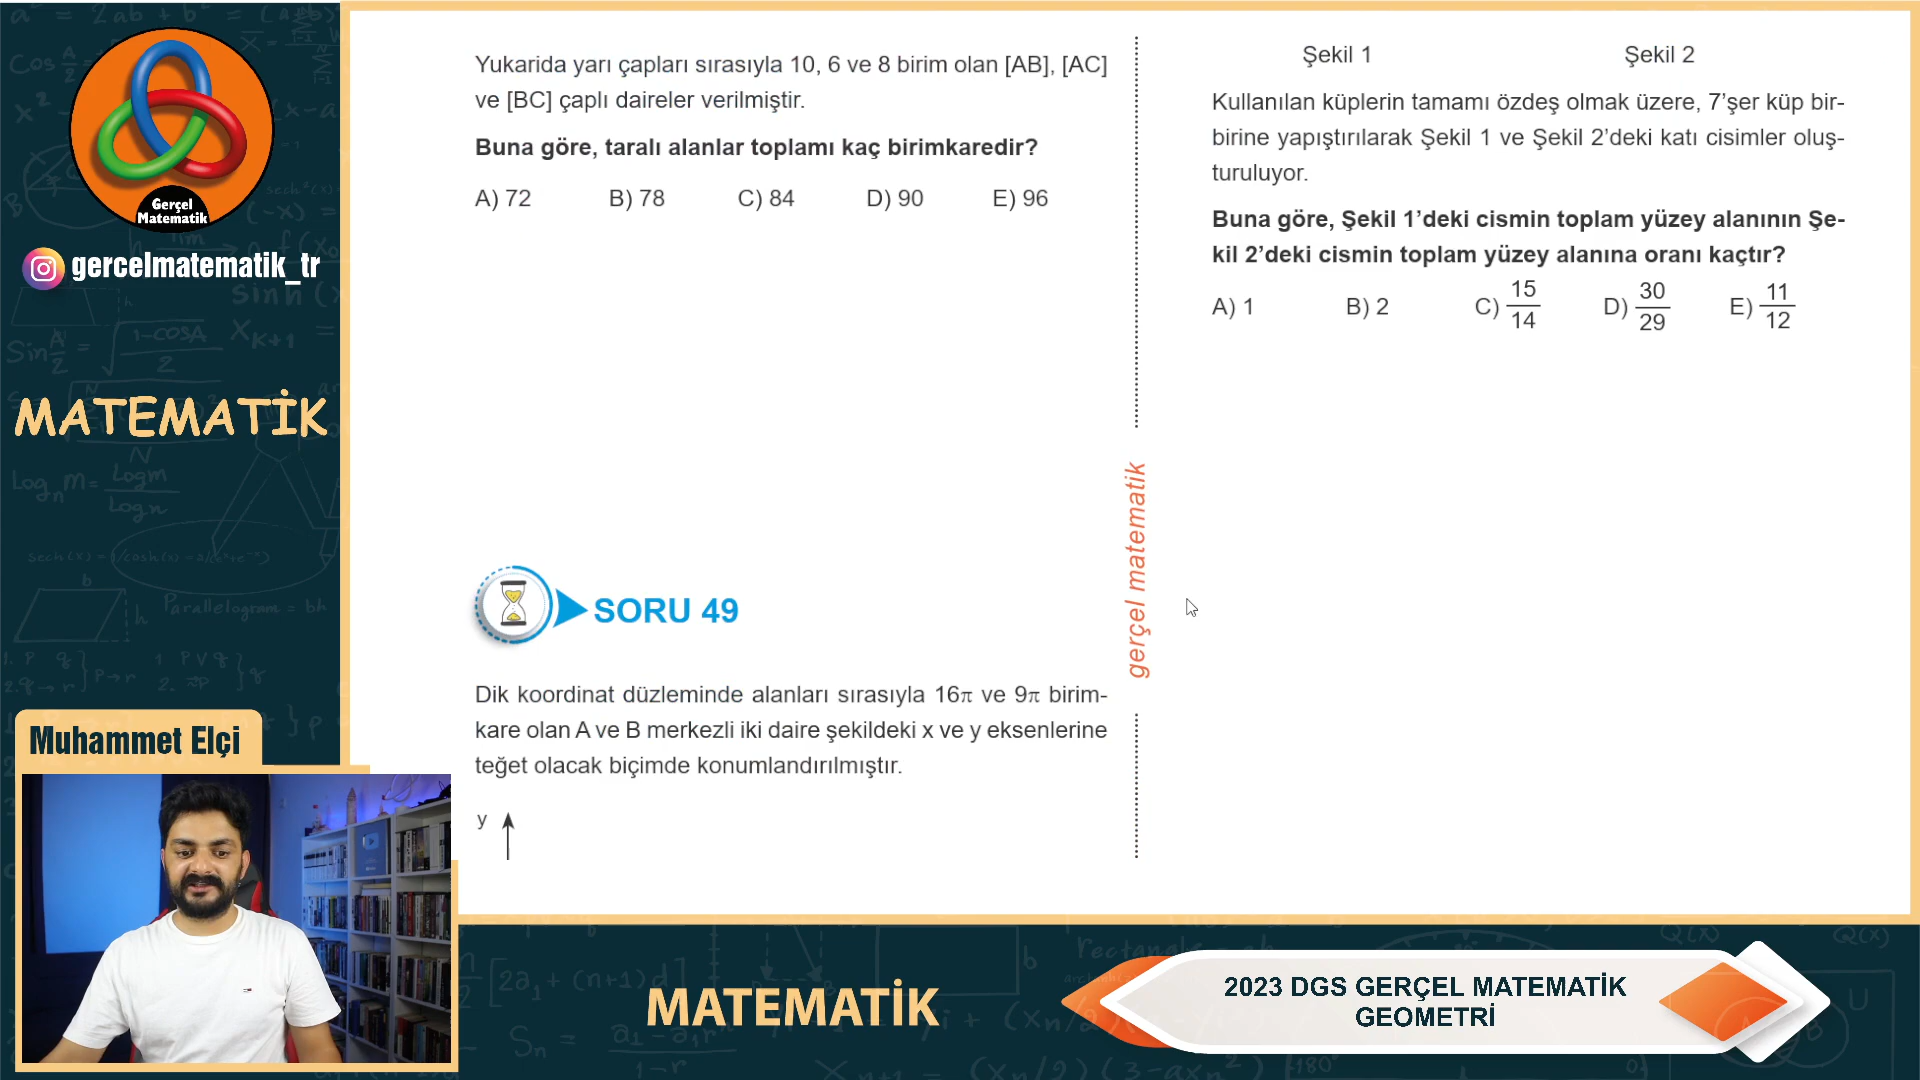 Gerçel
Matematik
gercelmatematik_tr
MATEMATİK
Muhammet Elçi
Yukarida yarı çapları sırasıyla 10, 6 ve 8 birim olan [AB], [AC]
ve [BC] çaplı daireler verilmiştir.
Buna göre, taralı alanlar toplamı kaç birimkaredir?
A) 72 B) 78 C) 84 D) 90 E) 96
SORU 49
Dik koordinat düzleminde alanları sırasıyla 16π ve 9π birim-
kare olan A ve B merkezli iki daire şekildeki x ve y eksenlerine
teğet olacak biçimde konumlandırılmıştır.
y
gerçel matematik
Şekil 1 Şekil 2
Kullanılan küplerin tamamı özdeş olmak üzere, 7’şer küp bir-
birine yapıştırılarak Şekil 1 ve Şekil 2’deki katı cisimler oluş-
turuluyor.
Buna göre, Şekil 1’deki cismin toplam yüzey alanının Şe-
kil 2’deki cismin toplam yüzey alanına oranı kaçtır?
A) 1 B) 2 C) 15/14 D) 30/29 E) 11/12
MATEMATİK
2023 DGS GERÇEL MATEMATİK
GEOMETRİ